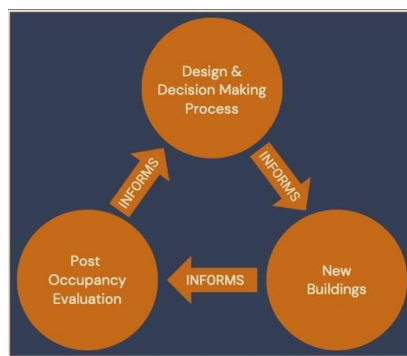 Design &
Decision Making
Process
INFORMS
INFORMS
Post
Occupancy
Evaluation
INFORMS
New
Buildings